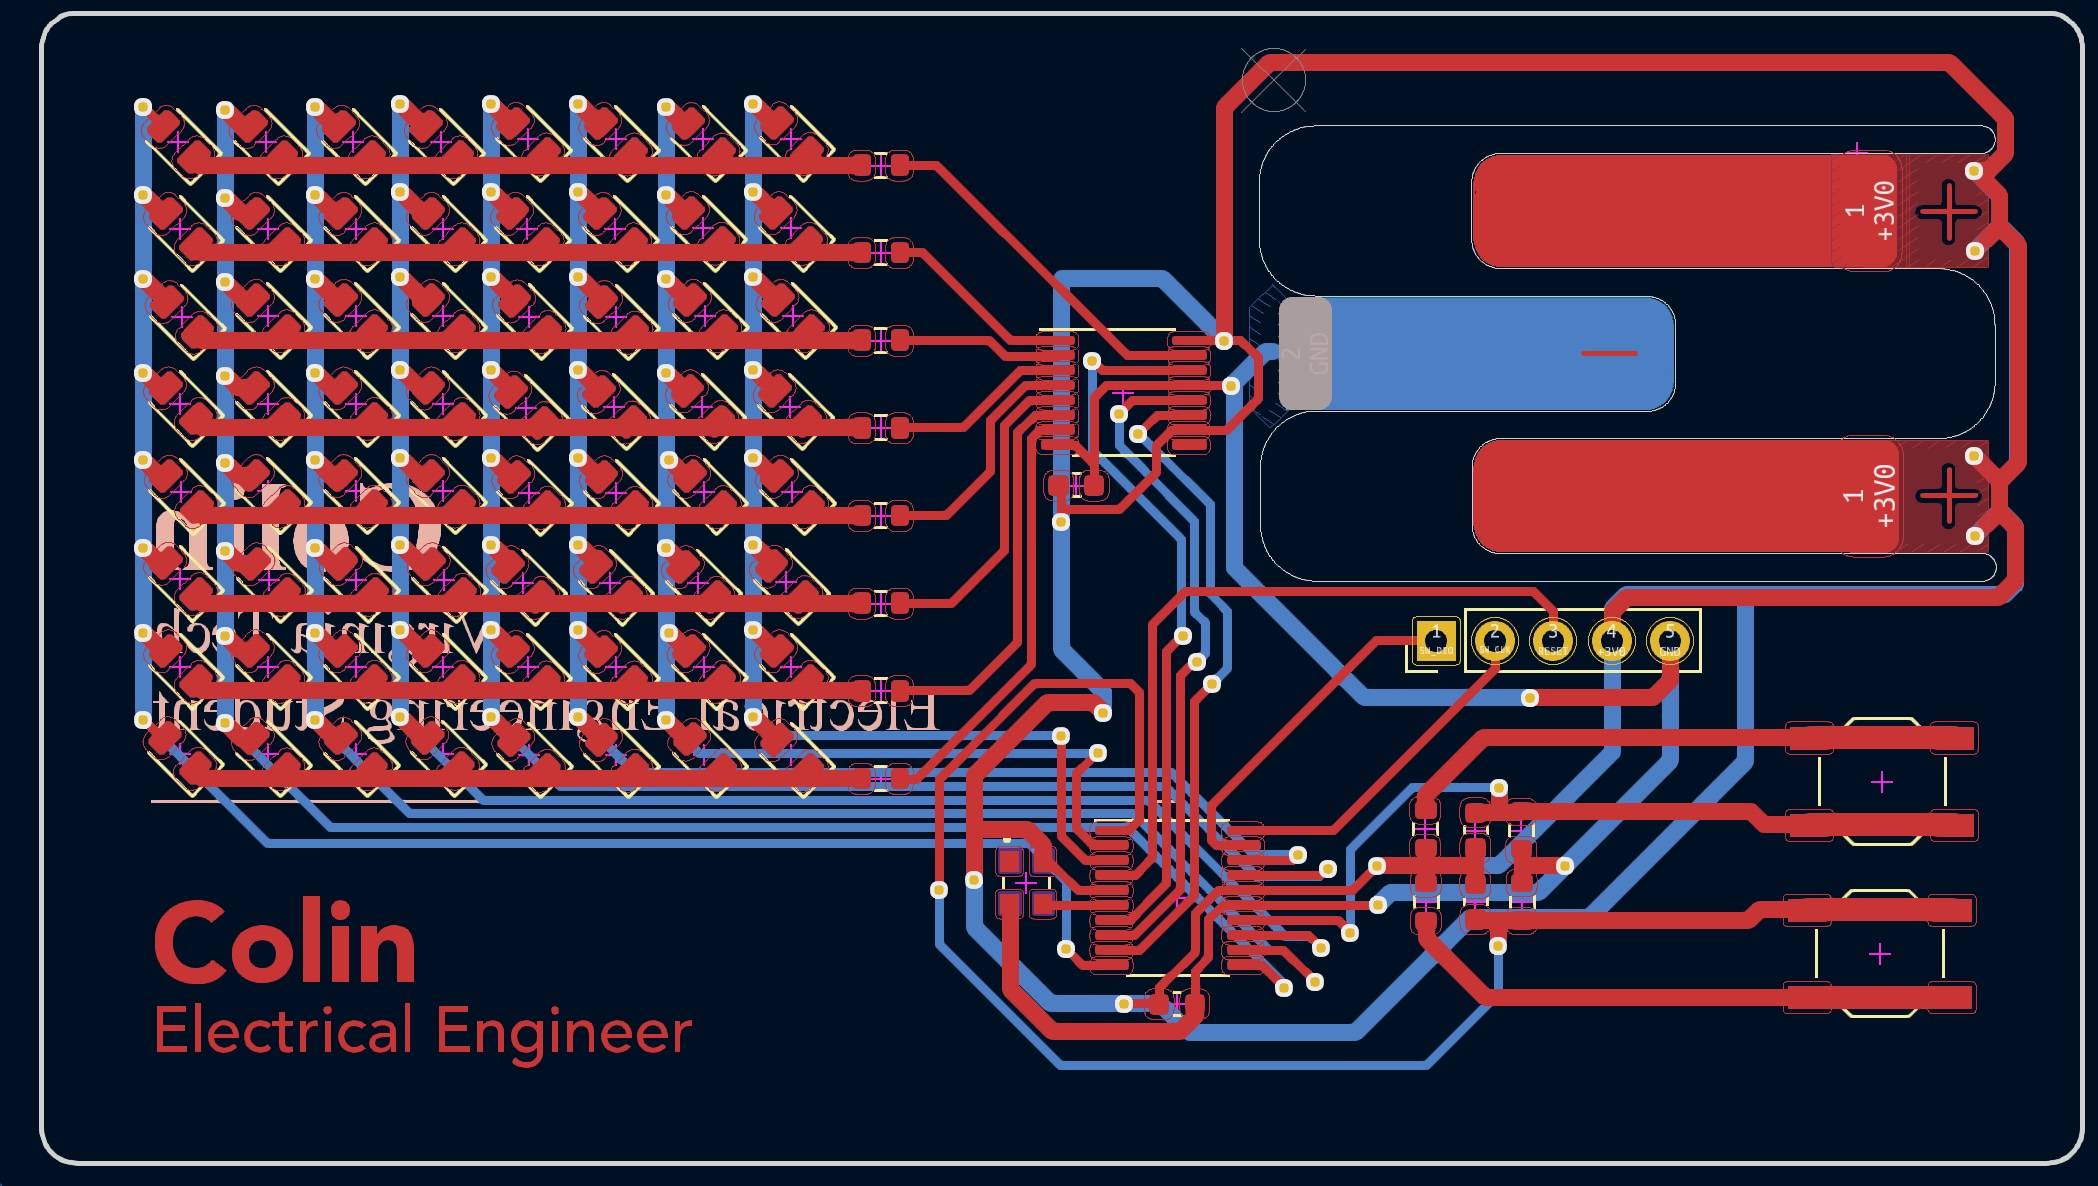 1
+3V0
2
GND
1
+3V0
1 2 3 4 5
SW_DIO SW_CLK RESET +3V0 GND
Colin
Virginia Tech
Electrical Engineering Student
Colin
Electrical Engineer